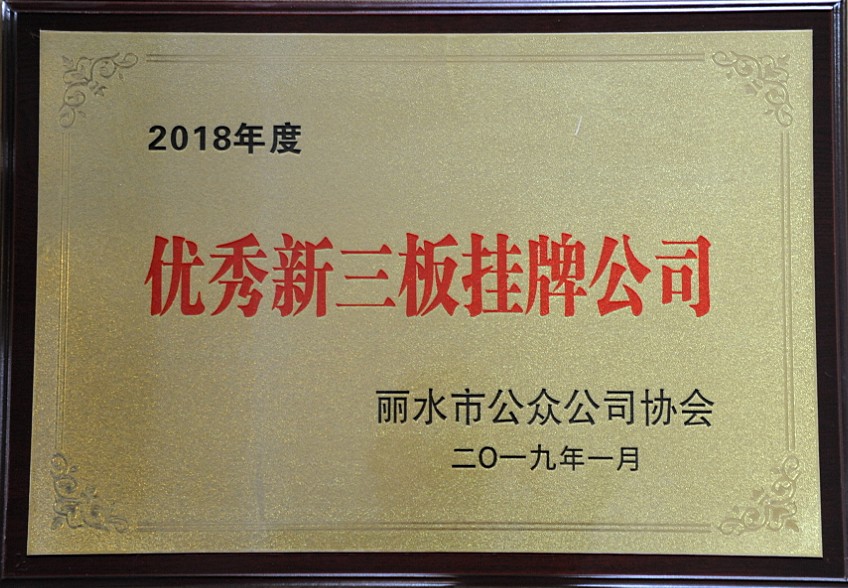 2018年度
优秀新三板挂牌公司
丽水市公众公司协会
二〇一九年一月